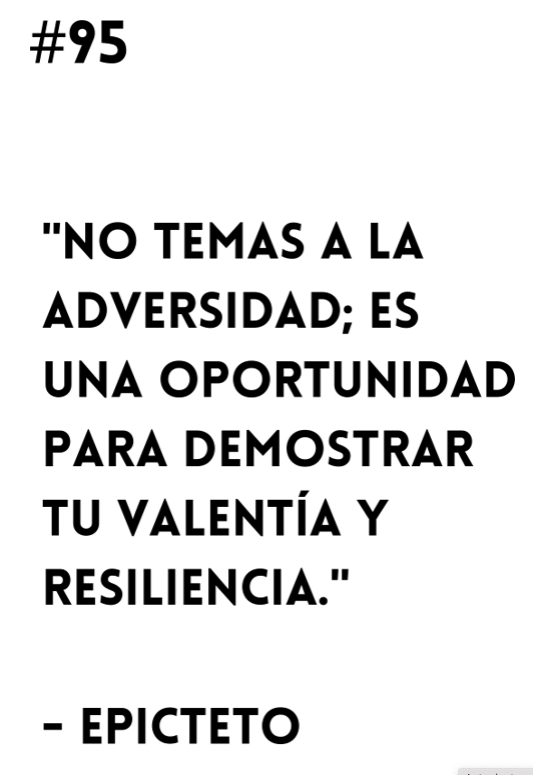 #95
"NO TEMAS A LA
ADVERSIDAD; ES
UNA OPORTUNIDAD
PARA DEMOSTRAR
TU VALENTÍA Y
RESILIENCIA."
- EPICTETO